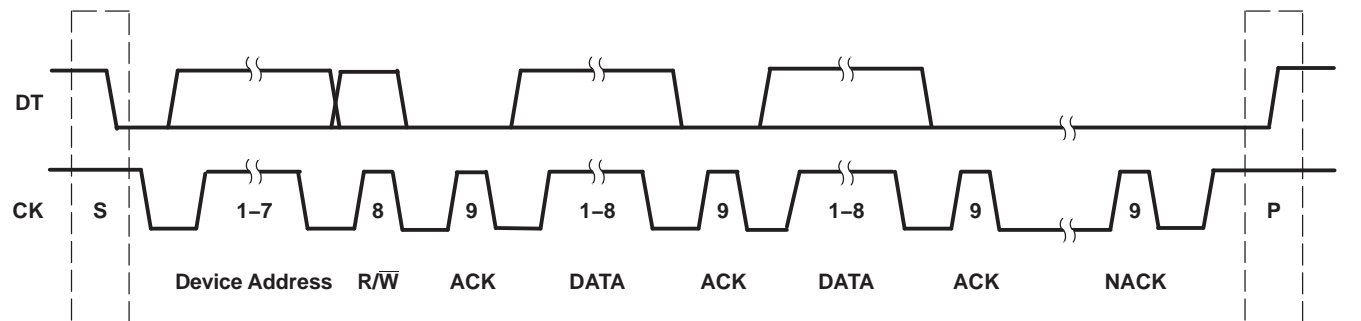 DT
CK S 1–7 8 9 1–8 9 1–8 9 9 P
Device Address R/W̅ ACK DATA ACK DATA ACK NACK